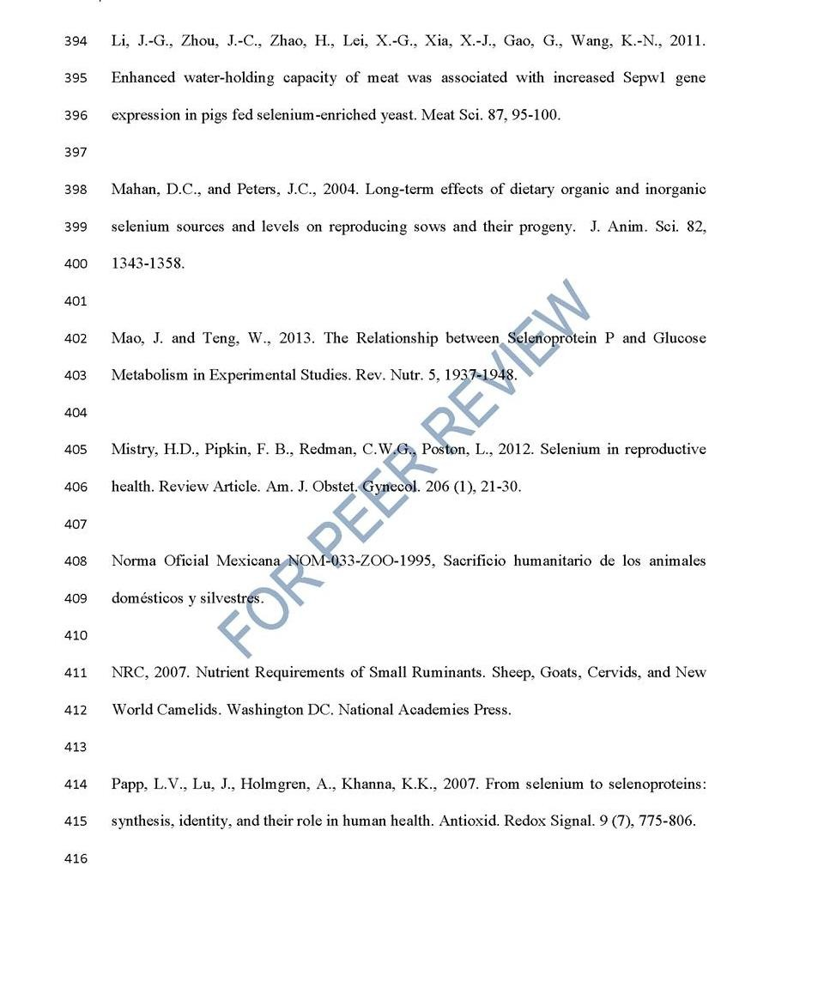 394 Li, J.-G., Zhou, J.-C., Zhao, H., Lei, X.-G., Xia, X.-J., Gao, G., Wang, K.-N., 2011.
395 Enhanced water-holding capacity of meat was associated with increased Sepw1 gene
396 expression in pigs fed selenium-enriched yeast. Meat Sci. 87, 95-100.
397
398 Mahan, D.C., and Peters, J.C., 2004. Long-term effects of dietary organic and inorganic
399 selenium sources and levels on reproducing sows and their progeny. J. Anim. Sci. 82,
400 1343-1358.
401
402 Mao, J. and Teng, W., 2013. The Relationship between Selenoprotein P and Glucose
403 Metabolism in Experimental Studies. Rev. Nutr. 5, 1937-1948.
404
405 Mistry, H.D., Pipkin, F. B., Redman, C.W.G., Poston, L., 2012. Selenium in reproductive
406 health. Review Article. Am. J. Obstet. Gynecol. 206 (1), 21-30.
407
408 Norma Oficial Mexicana NOM-033-ZOO-1995, Sacrificio humanitario de los animales
409 domésticos y silvestres.
410
411 NRC, 2007. Nutrient Requirements of Small Ruminants. Sheep, Goats, Cervids, and New
412 World Camelids. Washington DC. National Academies Press.
413
414 Papp, L.V., Lu, J., Holmgren, A., Khanna, K.K., 2007. From selenium to selenoproteins:
415 synthesis, identity, and their role in human health. Antioxid. Redox Signal. 9 (7), 775-806.
416
FOR PEER REVIEW